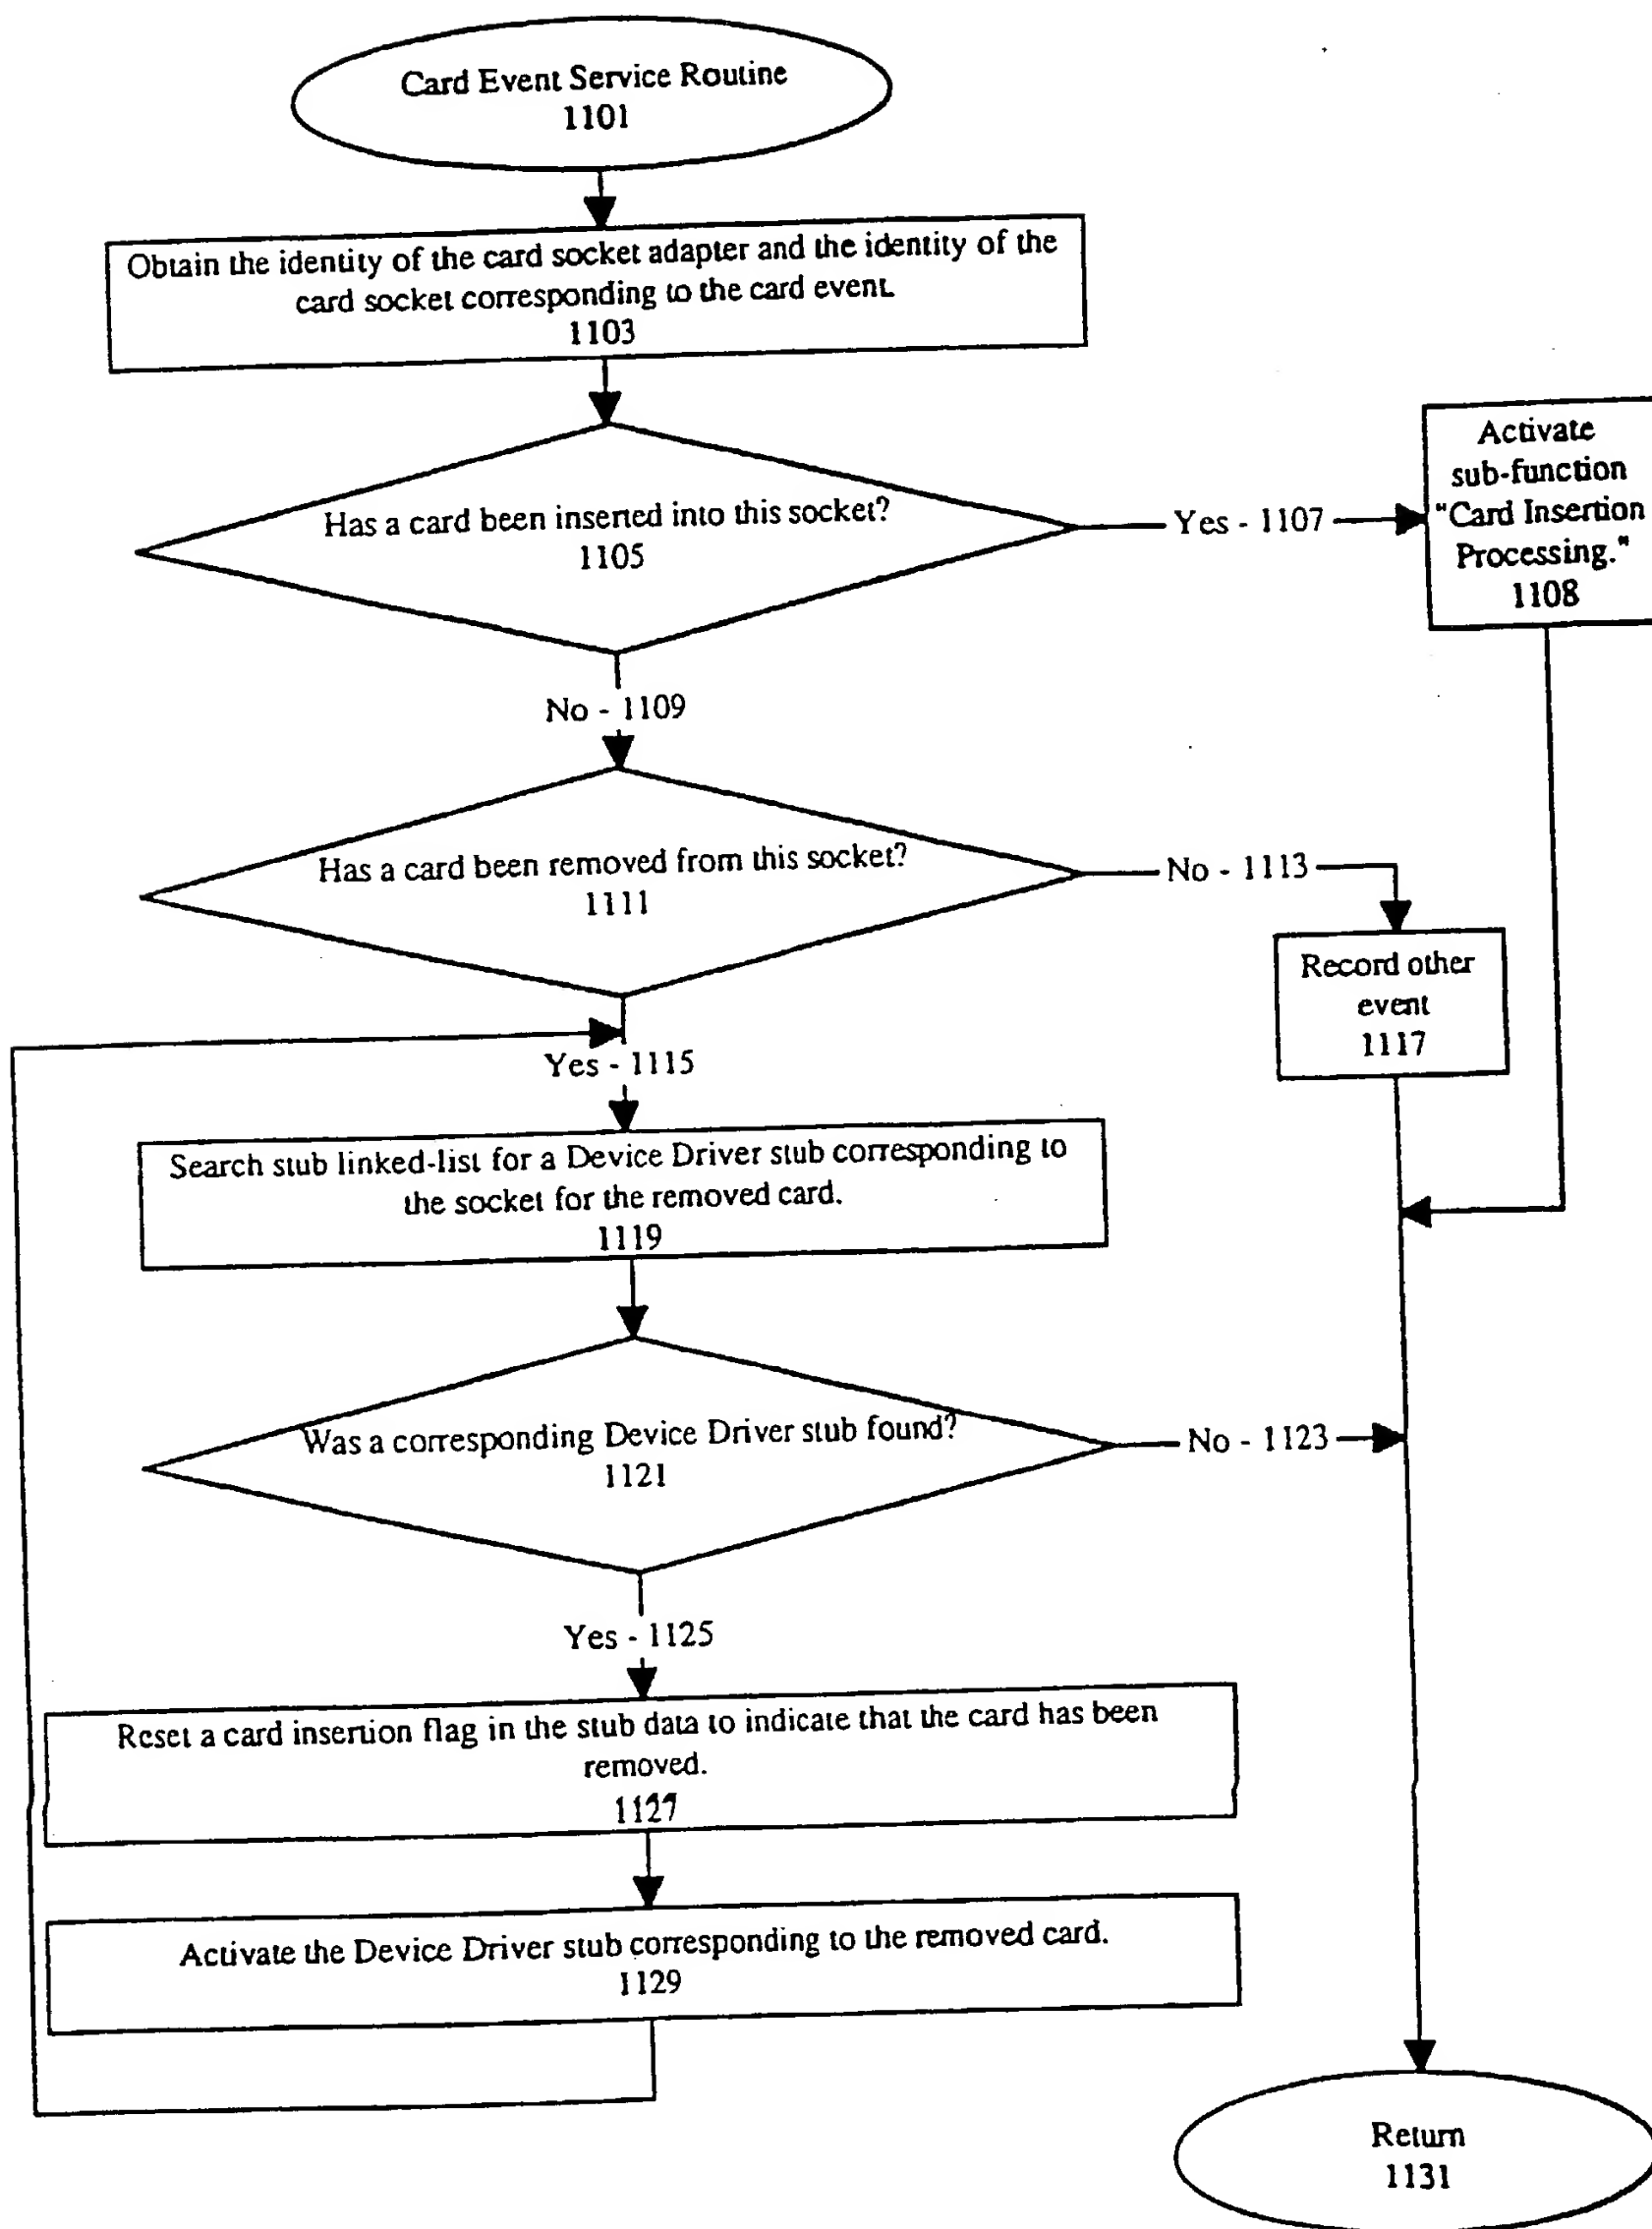 Card Event Service Routine
1101
Obtain the identity of the card socket adapter and the identity of the
card socket corresponding to the card event.
1103
Has a card been inserted into this socket?
1105
Yes - 1107
Activate
sub-function
"Card Insertion
Processing."
1108
No - 1109
Has a card been removed from this socket?
1111
No - 1113
Record other
event
1117
Yes - 1115
Search stub linked-list for a Device Driver stub corresponding to
the socket for the removed card.
1119
Was a corresponding Device Driver stub found?
1121
No - 1123
Yes - 1125
Reset a card insertion flag in the stub data to indicate that the card has been
removed.
1127
Activate the Device Driver stub corresponding to the removed card.
1129
Return
1131